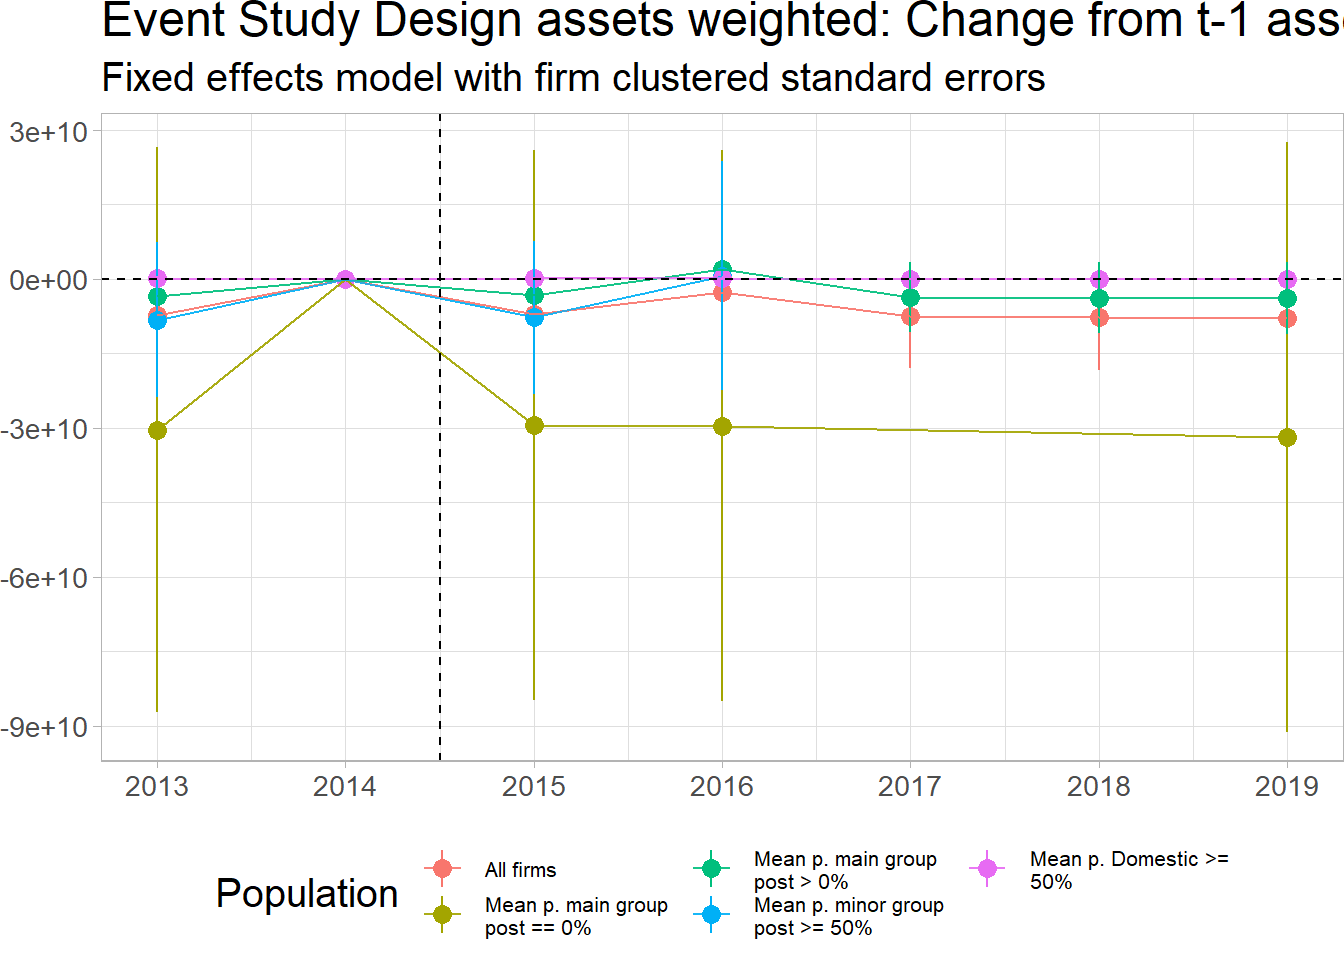 Event Study Design assets weighted: Change from t-1
Fixed effects model with firm clustered standard errors
3e+10
0e+00
-3e+10
-6e+10
-9e+10
2013 2014 2015 2016 2017 2018 2019
Population
All firms
Mean p. main group
post == 0%
Mean p. main group
post > 0%
Mean p. minor group
post >= 50%
Mean p. Domestic >=
50%